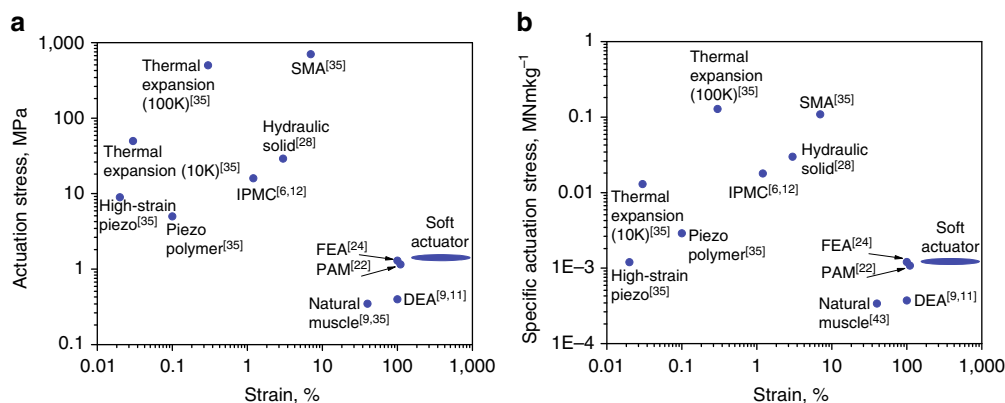 a
Actuation stress, MPa
1,000
100
10
1
0.1
Thermal
expansion
(100K)[35]
SMA[35]
Thermal
expansion (10K)[35]
Hydraulic
solid[28]
IPMC[6,12]
High-strain
piezo[35]
Piezo
polymer[35]
Soft
actuator
FEA[24]
PAM[22]
Natural
muscle[9,35]
DEA[9,11]
0.01 0.1 1 10 100 1,000
Strain, %
b
Specific actuation stress, MNmkg−1
1
0.1
0.01
1E−3
1E−4
Thermal
expansion
(100K)[35]
SMA[35]
Hydraulic
solid[28]
IPMC[6,12]
Thermal
expansion
(10K)[35]
Piezo
polymer[35]
High-strain
piezo[35]
Soft
actuator
FEA[24]
PAM[22]
Natural
muscle[43]
DEA[9,11]
0.01 0.1 1 10 100 1,000
Strain, %